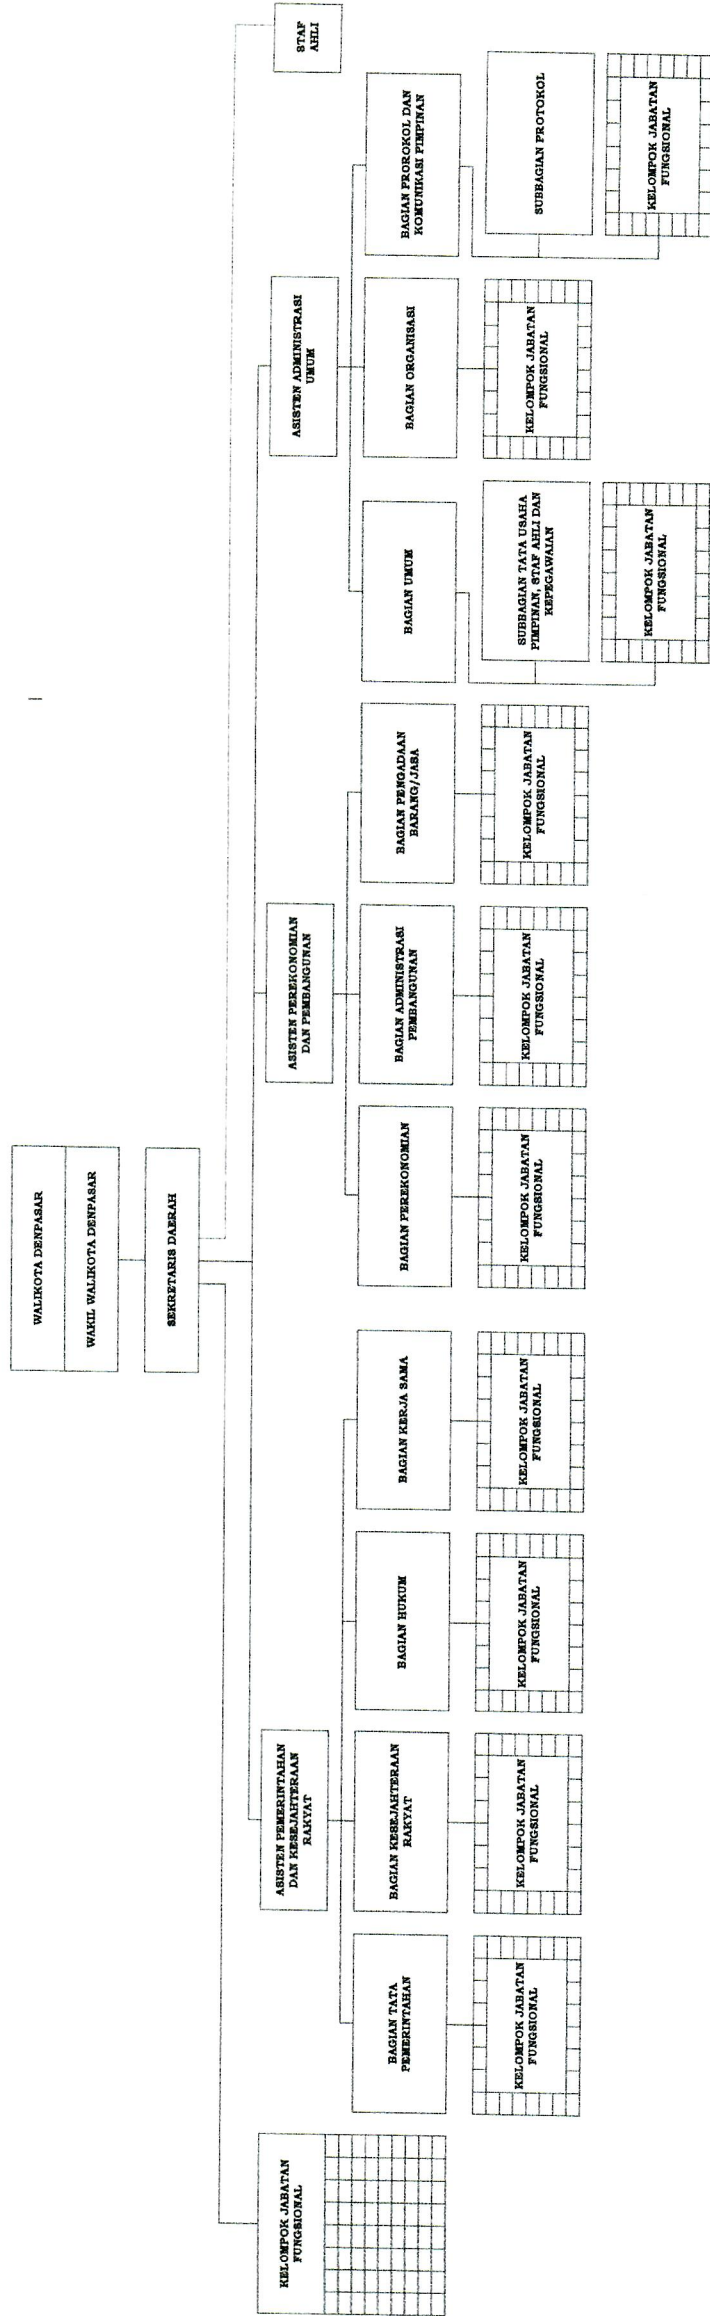 WALIKOTA DENPASAR
WAKIL WALIKOTA DENPASAR
SEKRETARIS DAERAH
STAF
AHLI
KELOMPOK JABATAN
FUNGSIONAL
ASISTEN PEMERINTAHAN
DAN KESEJAHTERAAN
RAKYAT
ASISTEN PEREKONOMIAN
DAN PEMBANGUNAN
ASISTEN ADMINISTRASI
UMUM
BAGIAN TATA
PEMERINTAHAN
BAGIAN KESEJAHTERAAN
RAKYAT
BAGIAN HUKUM
BAGIAN KERJA SAMA
BAGIAN PEREKONOMIAN
BAGIAN ADMINISTRASI
PEMBANGUNAN
BAGIAN PENGADAAN
BARANG/JASA
BAGIAN UMUM
BAGIAN ORGANISASI
BAGIAN PROROKOL DAN
KOMUNIKASI PIMPINAN
KELOMPOK JABATAN
FUNGSIONAL
KELOMPOK JABATAN
FUNGSIONAL
KELOMPOK JABATAN
FUNGSIONAL
KELOMPOK JABATAN
FUNGSIONAL
KELOMPOK JABATAN
FUNGSIONAL
KELOMPOK JABATAN
FUNGSIONAL
KELOMPOK JABATAN
FUNGSIONAL
SUBBAGIAN TATA USAHA
PIMPINAN, STAF AHLI DAN
KEPEGAWAIAN
KELOMPOK JABATAN
FUNGSIONAL
SUBBAGIAN PROTOKOL
KELOMPOK JABATAN
FUNGSIONAL
KELOMPOK JABATAN
FUNGSIONAL